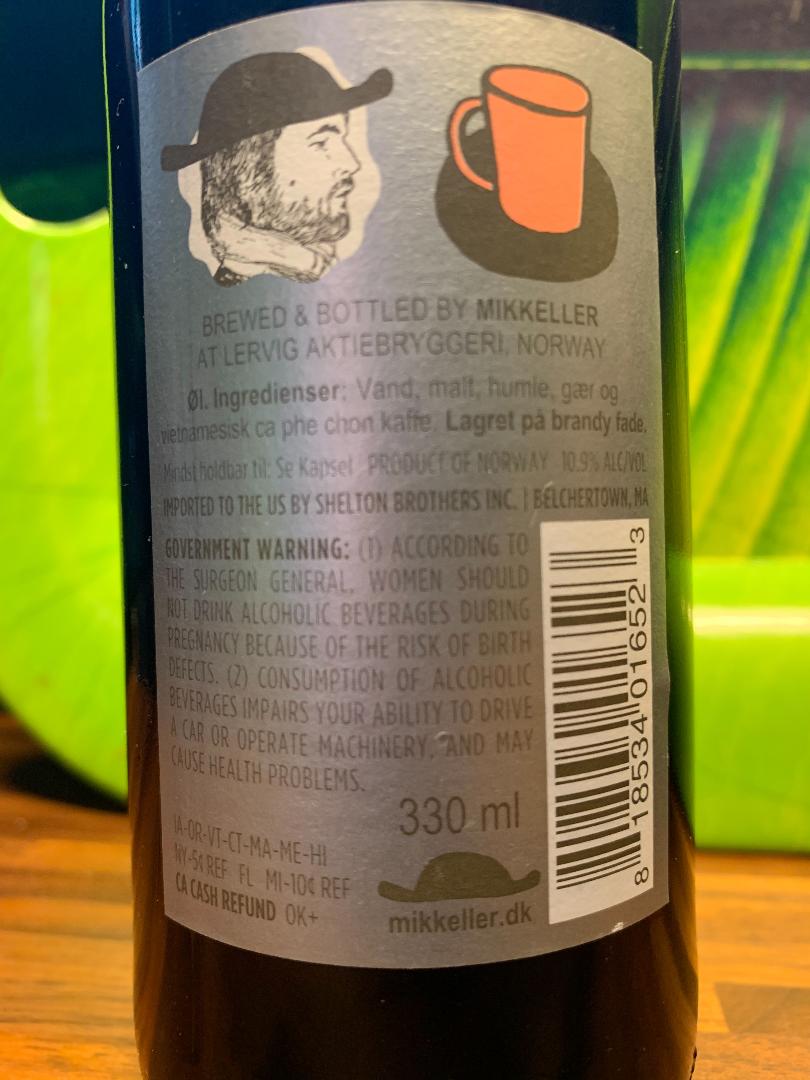 BREWED & BOTTLED BY MIKKELLER
AT LERVIG AKTIEBRYGGERI, NORWAY
Øl. Ingredienser: Vand, malt, humle, gær og
vietnamesisk ca phe chon kaffe. Lagret på brandy fade.
Mindst holdbar til: Se Kapsel PRODUCT OF NORWAY 10.9% ALC/VOL
IMPORTED TO THE US BY SHELTON BROTHERS INC. | BELCHERTOWN, MA
GOVERNMENT WARNING: (1) ACCORDING TO
THE SURGEON GENERAL, WOMEN SHOULD
NOT DRINK ALCOHOLIC BEVERAGES DURING
PREGNANCY BECAUSE OF THE RISK OF BIRTH
DEFECTS. (2) CONSUMPTION OF ALCOHOLIC
BEVERAGES IMPAIRS YOUR ABILITY TO DRIVE
A CAR OR OPERATE MACHINERY, AND MAY
CAUSE HEALTH PROBLEMS.
330 ml
IA-OR-VT-CT-MA-ME-HI
NY-5¢ REF FL MI-10¢ REF
CA CASH REFUND OK+
mikkeller.dk
8 18534 01652 3